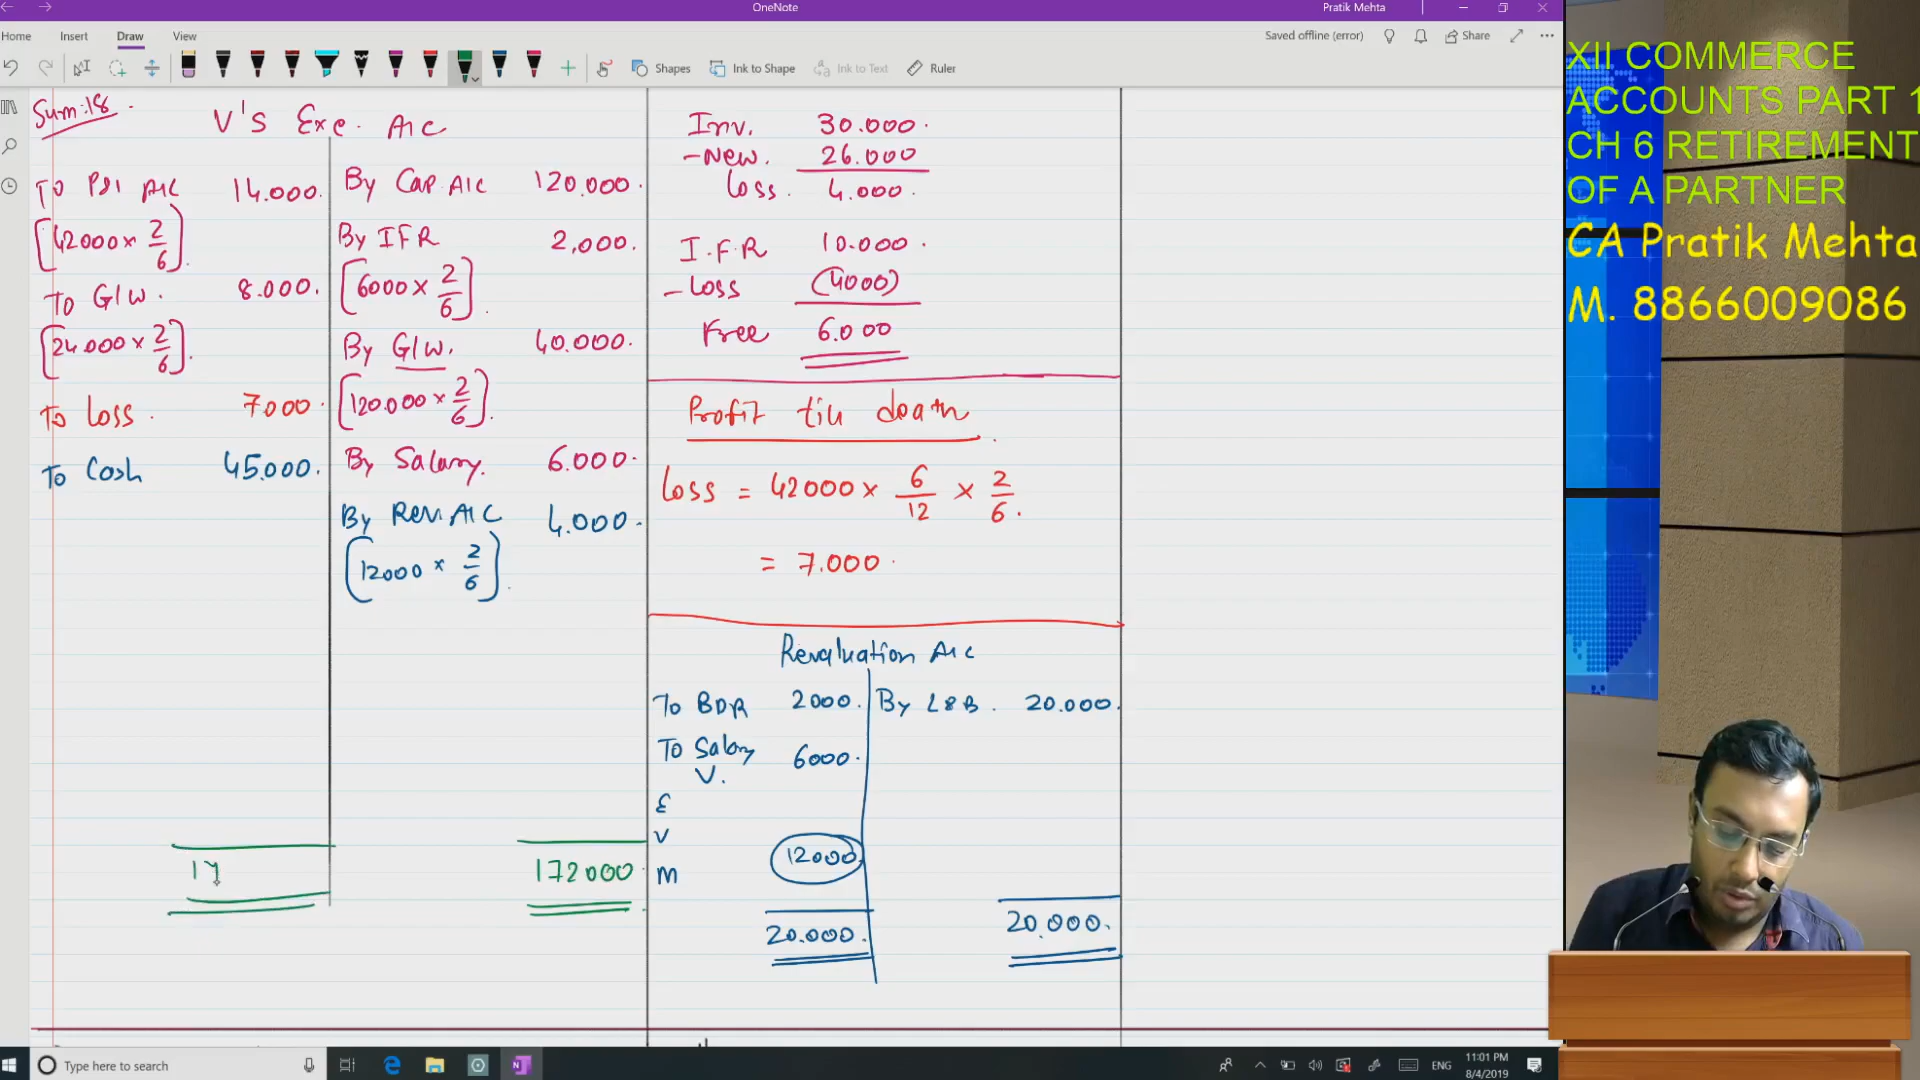 OneNote
Pratik Mehta
Home Insert Draw View
Saved offline (error)
Share
Shapes
Ink to Shape
Ink to Text
Ruler
Sum:18
V's Exe. A/c
To P&L A/c 14.000.
[42000 × 2/6].
To G/W. 8.000.
[24.000 × 2/6].
To loss. 7000.
To Cash 45.000.
17
By Cap. A/c 120.000.
By IFR 2,000.
[6000 × 2/6].
By G/W. 40.000.
[120.000 × 2/6].
By Salary. 6.000.
By Rev. A/c 4.000.
[12000 × 2/6].
172000
Inv. 30.000.
-New. 26.000
Loss. 4.000.
I.F.R 10.000.
-Loss (4000)
Free 6.000
Profit till death.
Loss = 42000 × 6/12 × 2/6.
= 7.000.
Revaluation A/c
To BDR 2000. By L&B. 20.000.
To Salary 6000.
V.
E
V
M 12000
20.000. 20.000.
XII COMMERCE
ACCOUNTS PART 1
CH 6 RETIREMENT
OF A PARTNER
CA Pratik Mehta
M. 8866009086
Type here to search
ENG
11:01 PM
8/4/2019